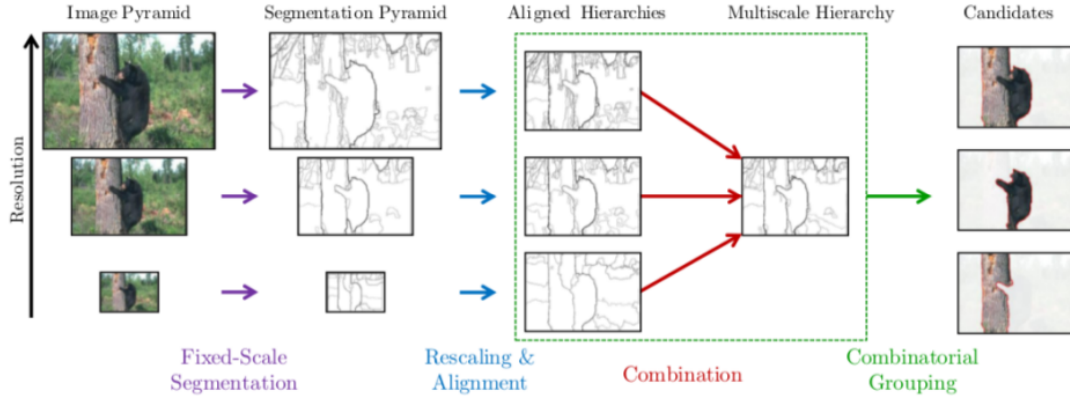 Image Pyramid
Segmentation Pyramid
Aligned Hierarchies
Multiscale Hierarchy
Candidates
Resolution
Fixed-Scale
Segmentation
Rescaling &
Alignment
Combination
Combinatorial
Grouping